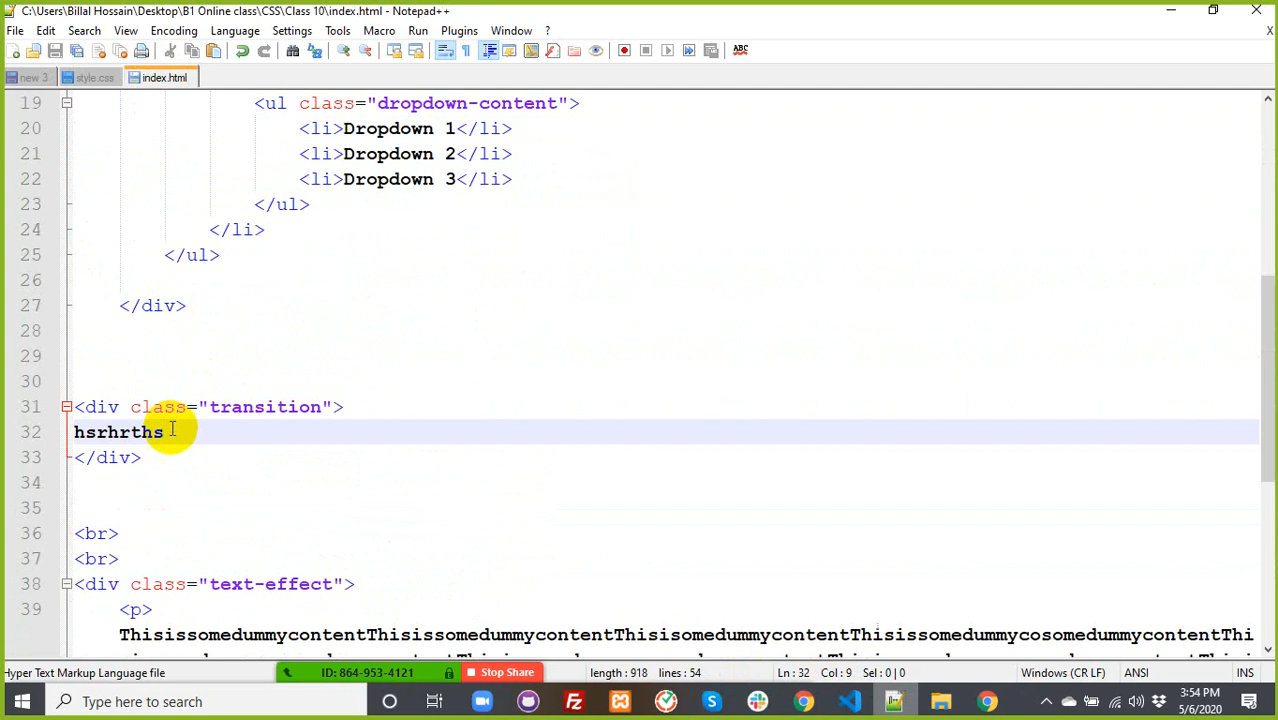 C:\Users\Billal Hossain\Desktop\B1 Online class\CSS\Class 10\index.html - Notepad++
File Edit Search View Encoding Language Settings Tools Macro Run Plugins Window ? X
ABC
new 3 style.css index.html
19 <ul class="dropdown-content">
20 <li>Dropdown 1</li>
21 <li>Dropdown 2</li>
22 <li>Dropdown 3</li>
23 </ul>
24 </li>
25 </ul>
26
27 </div>
28
29
30
31 <div class="transition">
32 hsrhrths
33 </div>
34
35
36 <br>
37 <br>
38 <div class="text-effect">
39 <p>
ThisissomedummycontentThisissomedummycontentThisisomedummycontentThisissomedummycosomedummycontentThi
Hyper Text Markup Language file ID: 864-953-4121 Stop Share length : 918 lines : 54 Ln : 32 Col : 9 Sel : 0 | 0 Windows (CR LF) ANSI INS
Type here to search
3:54 PM
5/6/2020